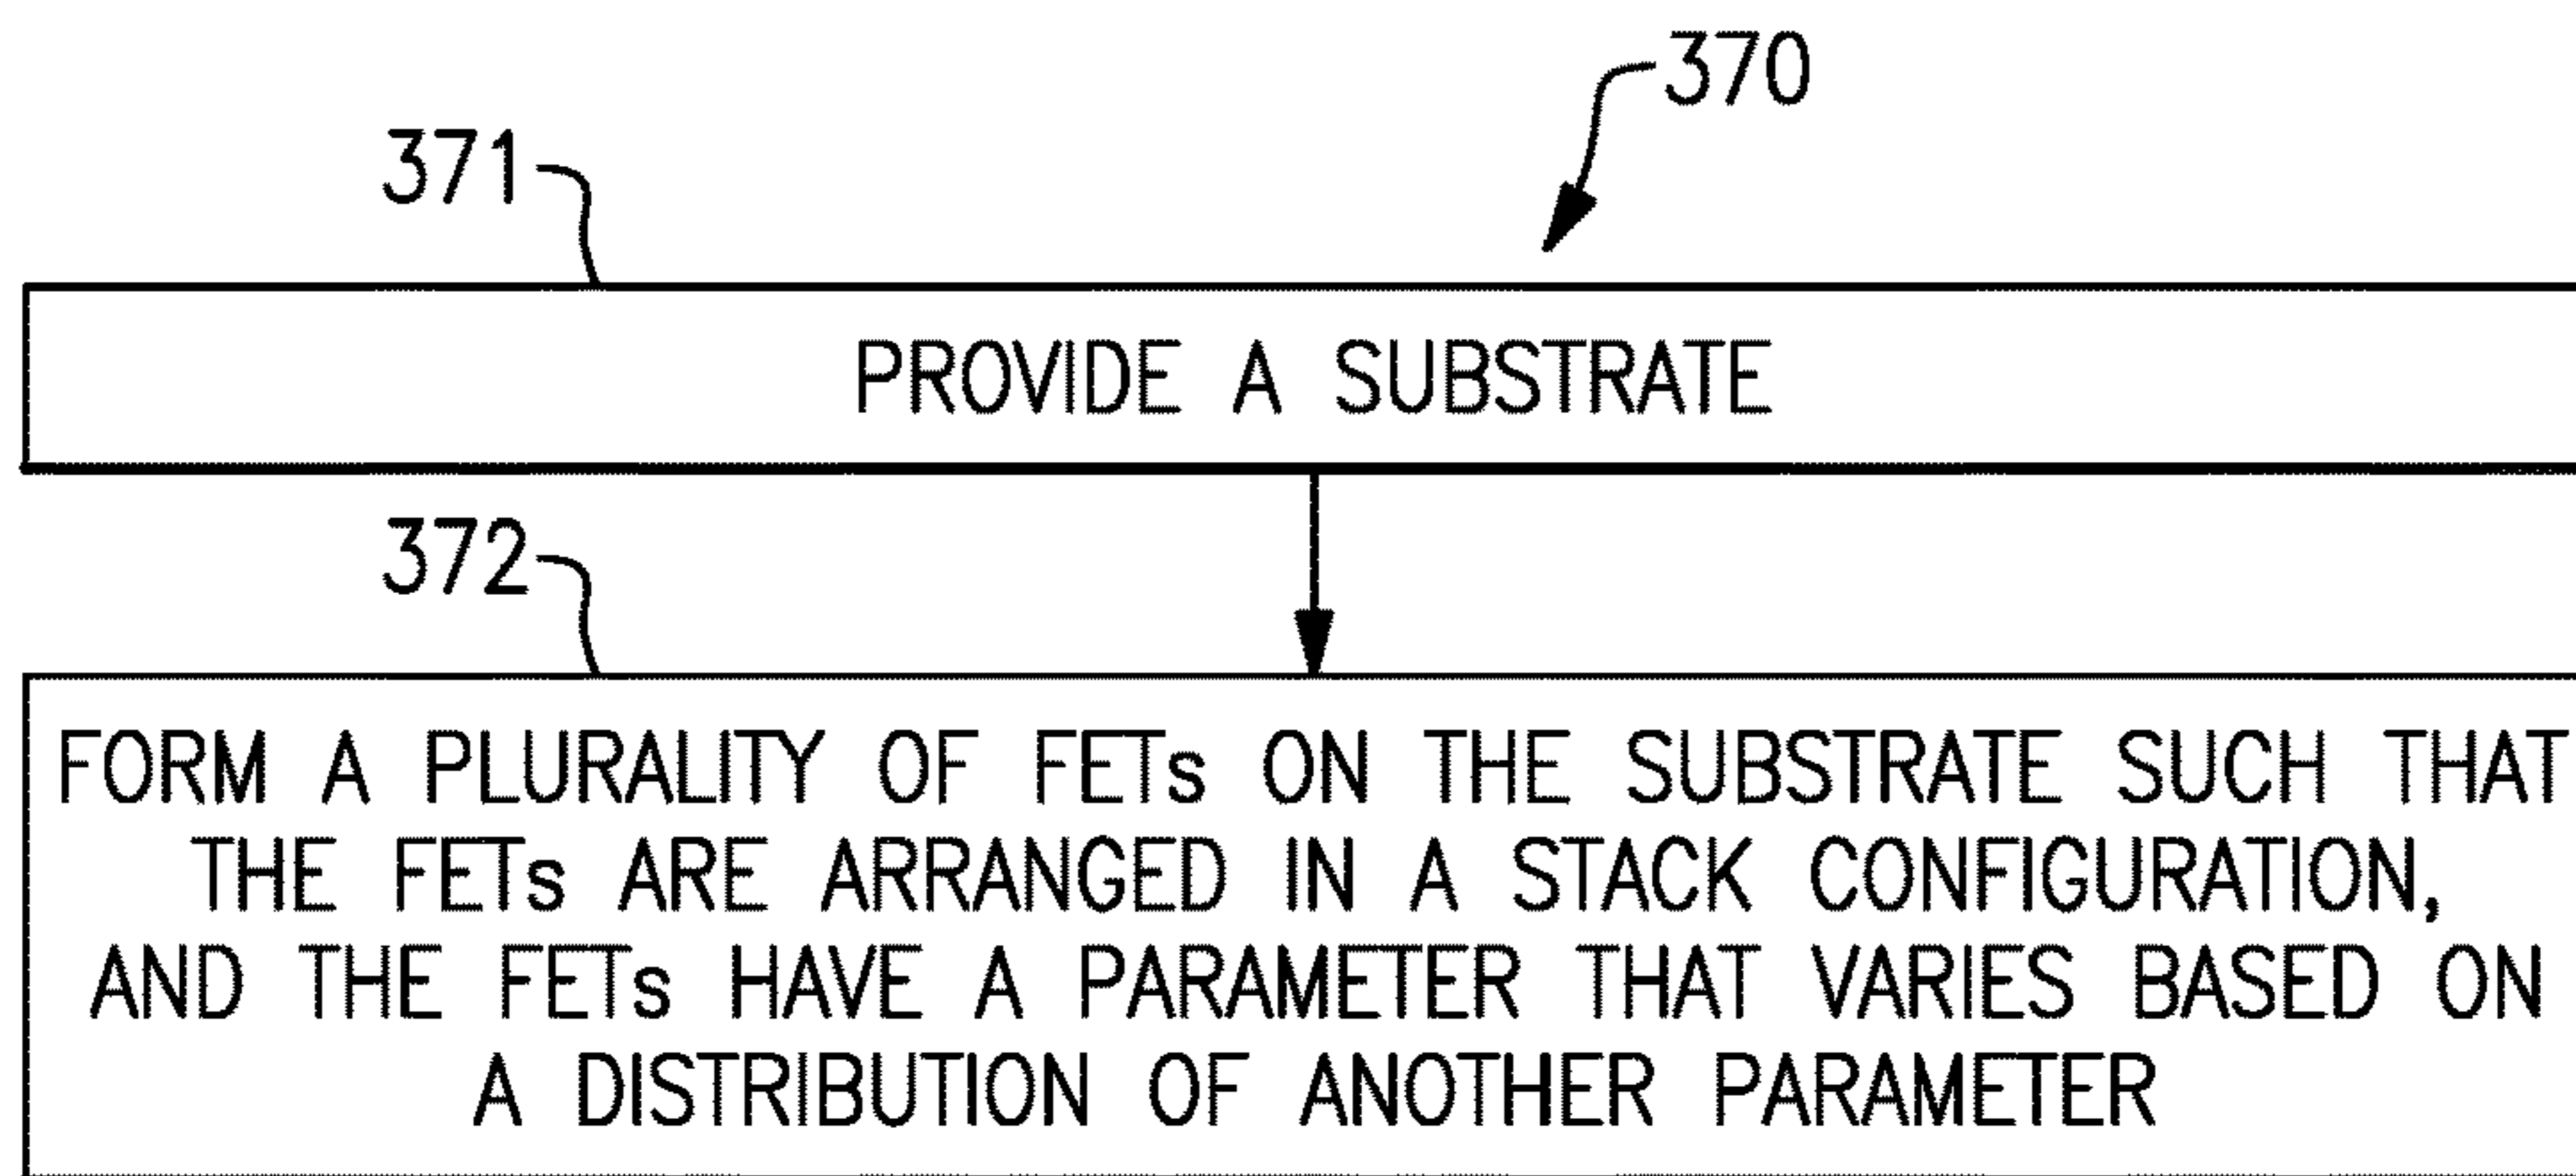 370
371
PROVIDE A SUBSTRATE
372
FORM A PLURALITY OF FETs ON THE SUBSTRATE SUCH THAT
THE FETs ARE ARRANGED IN A STACK CONFIGURATION,
AND THE FETs HAVE A PARAMETER THAT VARIES BASED ON
A DISTRIBUTION OF ANOTHER PARAMETER